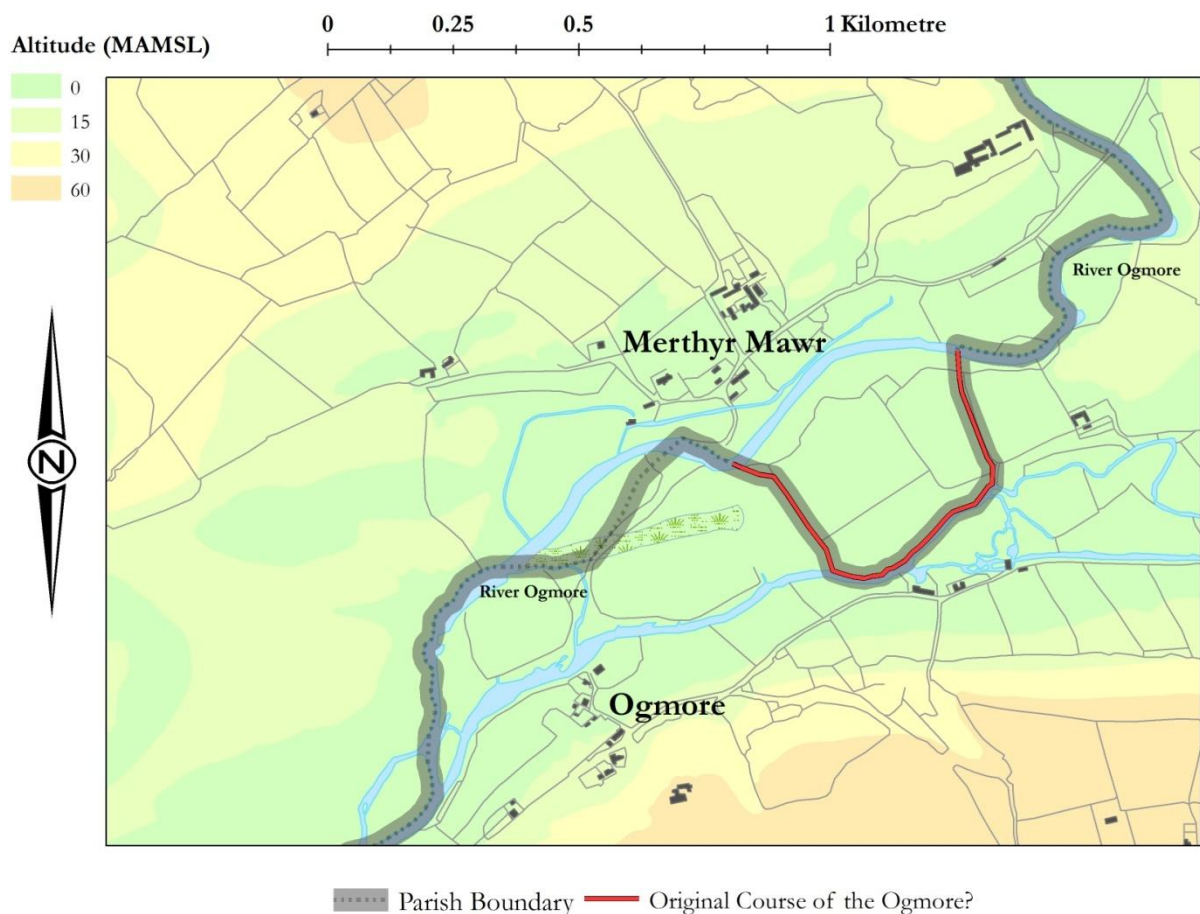 0 0.25 0.5 1 Kilometre
Altitude (MAMSL)
0
15
30
60
River Ogmore
Merthyr Mawr
N
River Ogmore
Ogmore
Parish Boundary Original Course of the Ogmore?